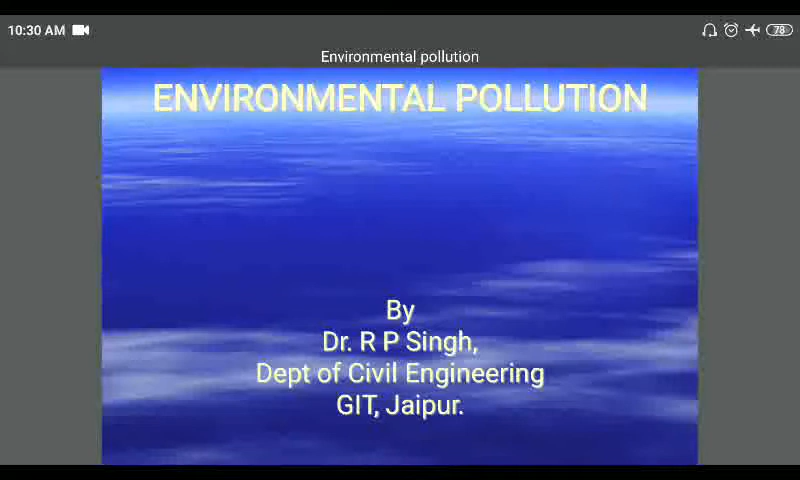 10:30 AM
78
Environmental pollution
ENVIRONMENTAL POLLUTION
By
Dr. R P Singh,
Dept of Civil Engineering
GIT, Jaipur.